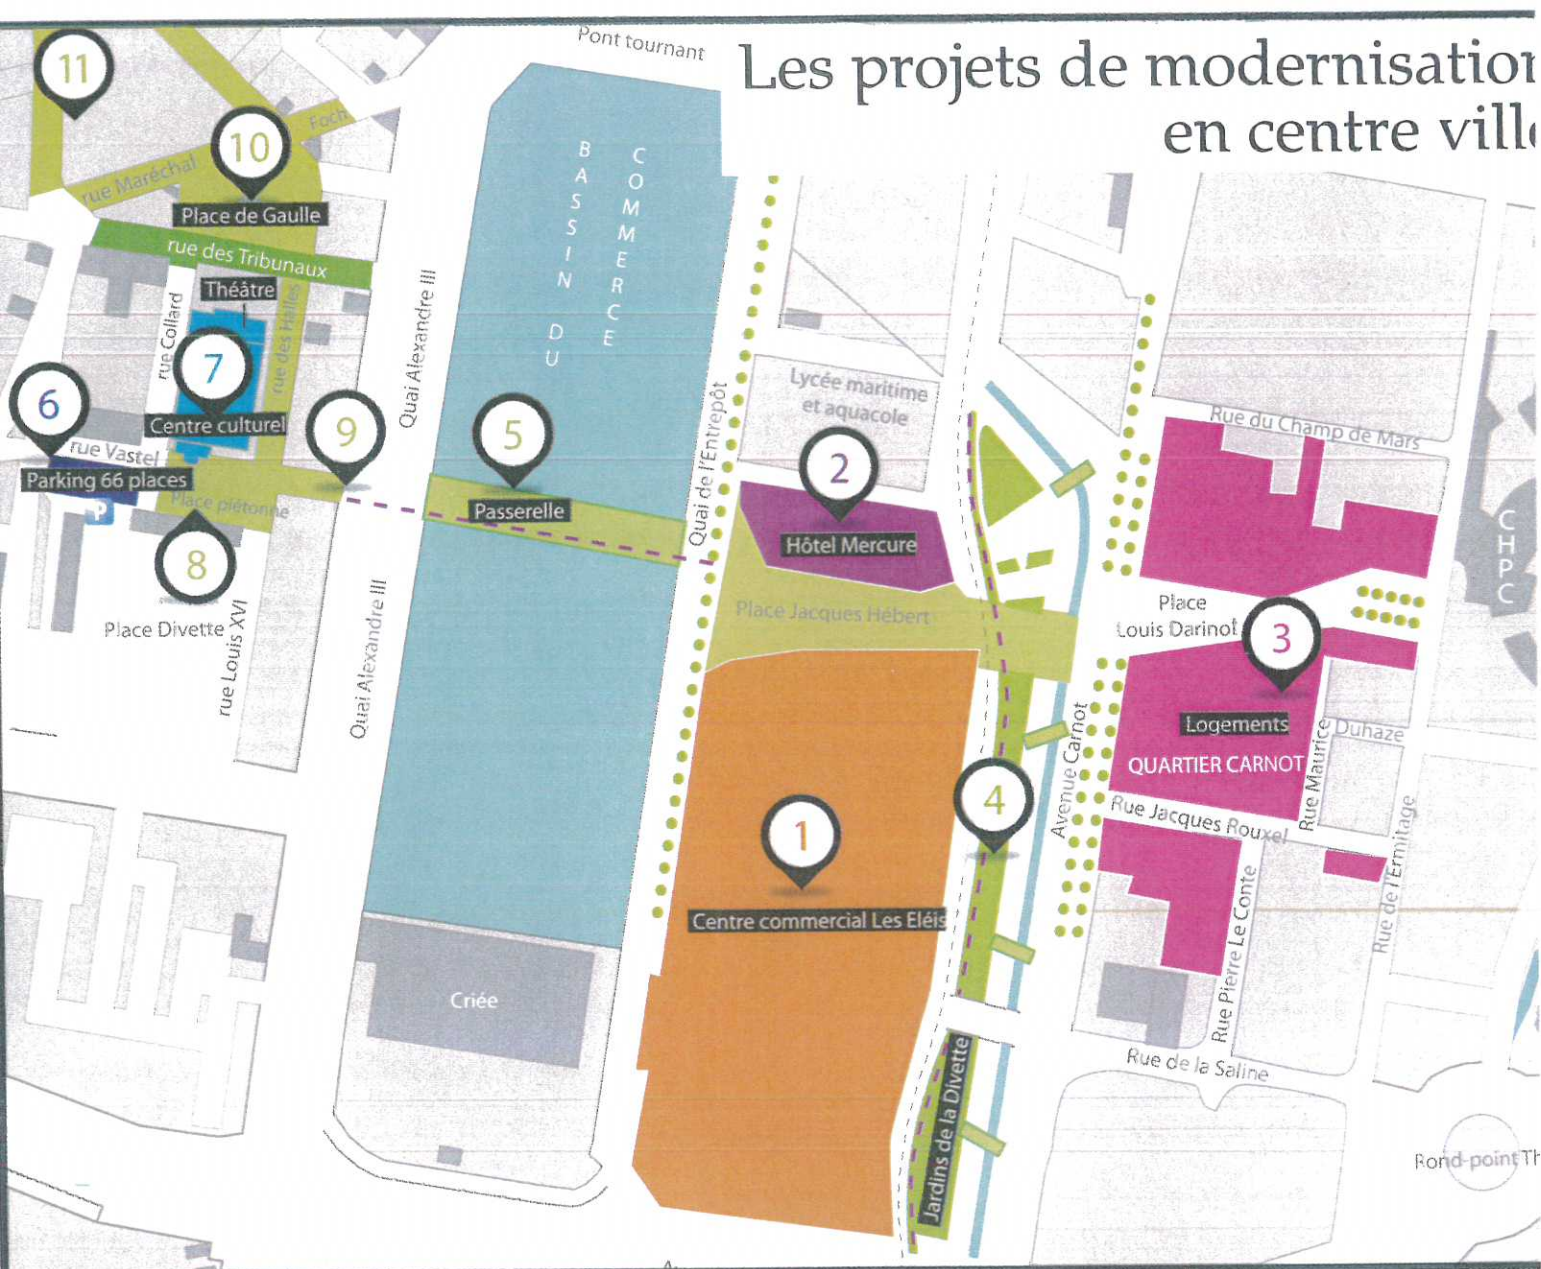 Les projets de modernisation
en centre ville
Pont tournant
11
10
Foch
rue Maréchal
Place de Gaulle
rue des Tribunaux
Théâtre
rue Collard
rue des Halles
7
Centre culturel
6
rue Vastel
Parking 66 places
P
Place piétonne
8
9
Place Divette
rue Louis XVI
Quai Alexandre III
Quai Alexandre III
BASSIN DU
COMMERCE
5
Passerelle
Quai de l'Entrepôt
Criée
Lycée maritime
et aquacole
2
Hôtel Mercure
Place Jacques Hébert
1
Centre commercial Les Eléis
4
Jardins de la Divette
Avenue Carnot
Rue du Champ de Mars
CHPC
Place
Louis Darinot
3
Logements
QUARTIER CARNOT
Rue Maurice
Duhaze
Rue Jacques Rouxel
Rue Pierre Le Conte
Rue de l'Ermitage
Rue de la Saline
Rond-point Th